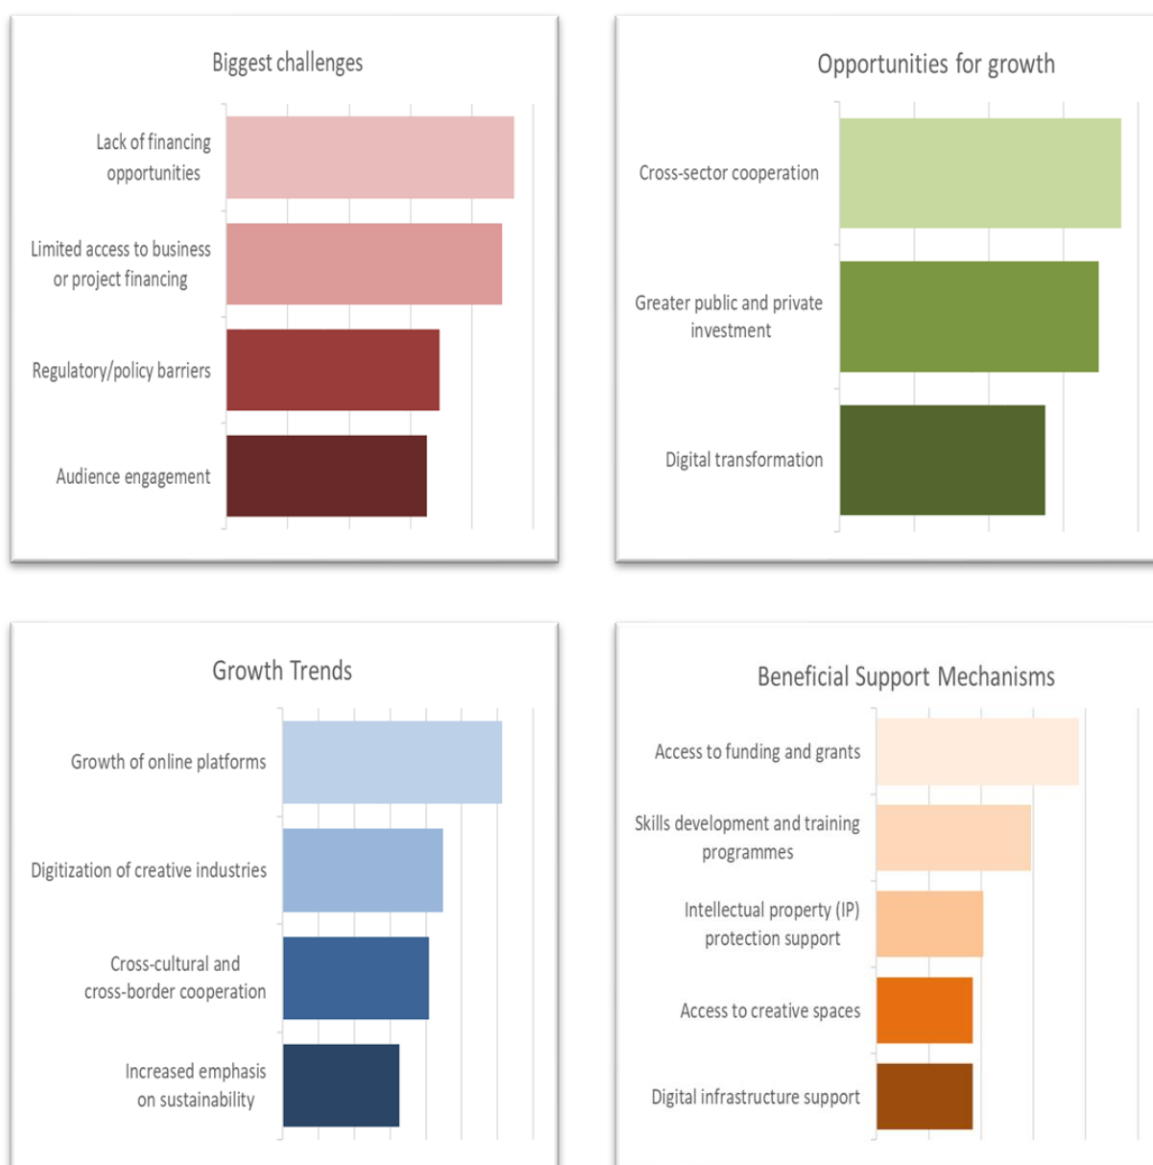 Biggest challenges
Lack of financing
opportunities
Limited access to business
or project financing
Regulatory/policy barriers
Audience engagement
Opportunities for growth
Cross-sector cooperation
Greater public and private
investment
Digital transformation
Growth Trends
Growth of online platforms
Digitization of creative industries
Cross-cultural and
cross-border cooperation
Increased emphasis
on sustainability
Beneficial Support Mechanisms
Access to funding and grants
Skills development and training
programmes
Intellectual property (IP)
protection support
Access to creative spaces
Digital infrastructure support